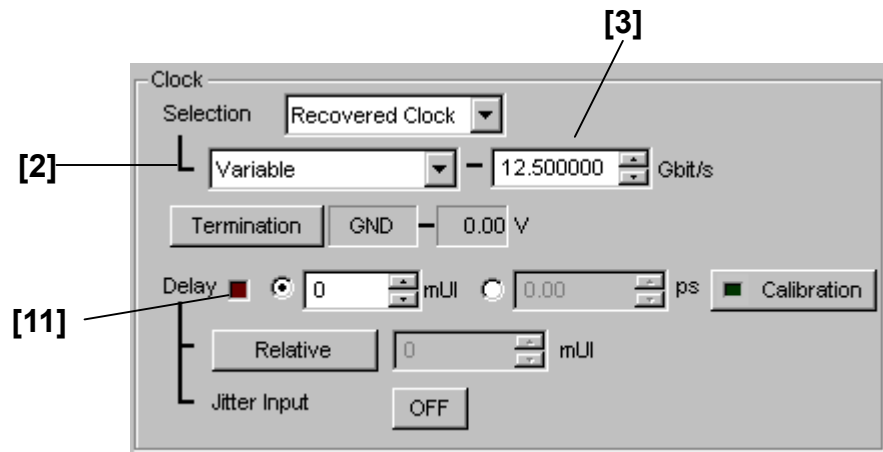 [3]
Clock
Selection Recovered Clock
[2] Variable 12.500000 Gbit/s
Termination GND 0.00 V
Delay 0 mUI 0.00 ps Calibration
[11]
Relative 0 mUI
Jitter Input OFF